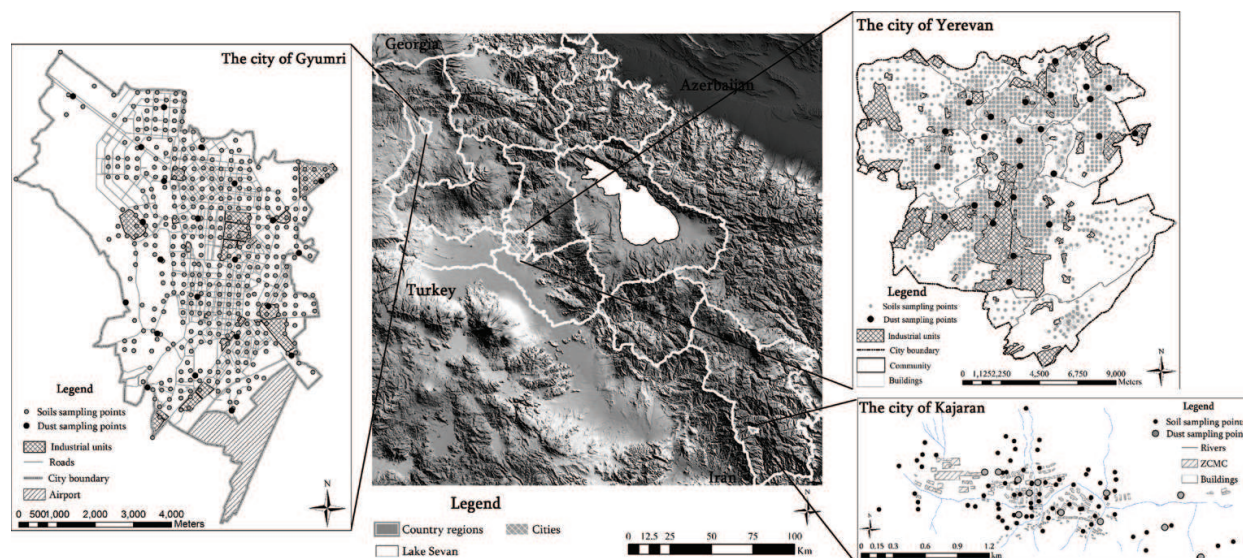 The city of Gyumri
Legend
Soils sampling points
Dust sampling points
Industrial units
Roads
City boundary
Airport
N
0 5001,000 2,000 3,000 4,000
Meters
Georgia
Azerbaijan
Turkey
Iran
Legend
Country regions
Cities
Lake Sevan
N
0 12.5 25 50 75 100
Km
The city of Yerevan
Legend
Soils sampling points
Dust sampling points
Industrial units
City boundary
Community
Buildings
N
0 1,1252,250 4,500 6,750 9,000
Meters
The city of Kajaran
Legend
Soil sampling points
Dust sampling points
Rivers
ZCMC
Buildings
N
0 0.15 0.3 0.6 0.9 1.2
km